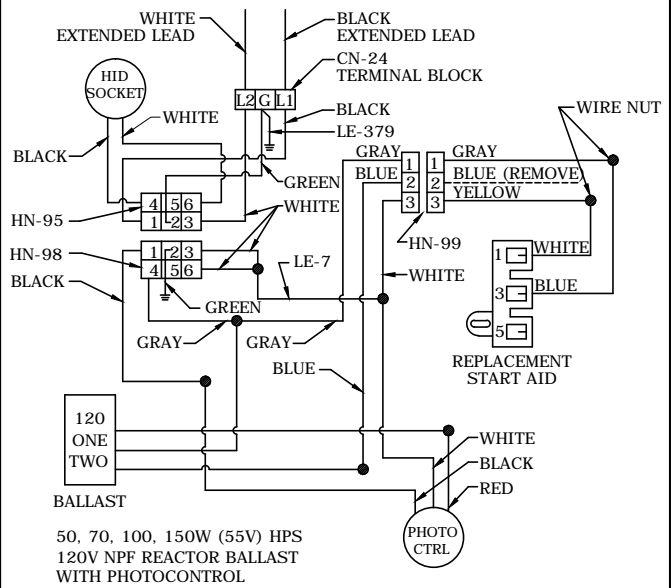 WHITE
EXTENDED LEAD
BLACK
EXTENDED LEAD
CN-24
TERMINAL BLOCK
HID
SOCKET
L2 G L1
WHITE
BLACK
LE-379
WIRE NUT
BLACK
GRAY
1 1
GRAY
BLUE
2 2
BLUE (REMOVE)
GREEN
3 3
YELLOW
4 5 6
WHITE
HN-95
1 2 3
HN-99
HN-98
1 2 3
4 5 6
LE-7
WHITE
1
WHITE
BLACK
3
BLUE
GREEN
5
GRAY
GRAY
REPLACEMENT
START AID
BLUE
120
ONE
TWO
BALLAST
WHITE
BLACK
RED
PHOTO
CTRL
50, 70, 100, 150W (55V) HPS
120V NPF REACTOR BALLAST
WITH PHOTOCONTROL